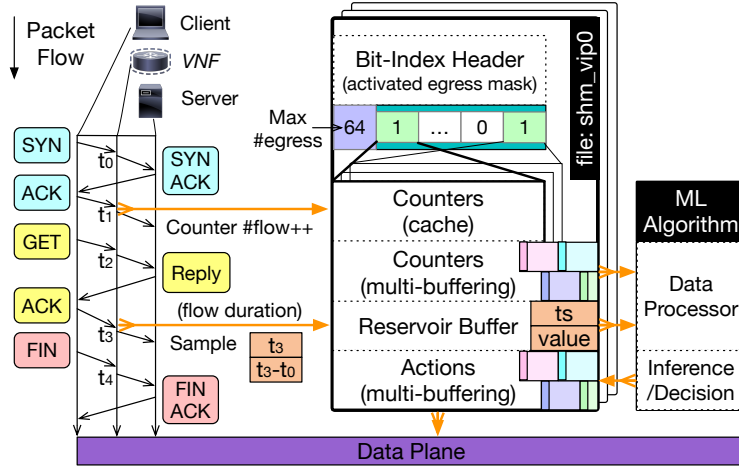 Packet
Flow
Client
VNF
Server
SYN
t0
SYN
ACK
ACK
t1
Counter #flow++
GET
t2
Reply
ACK
(flow duration)
t3
Sample
t3
t3-t0
FIN
t4
FIN
ACK
Bit-Index Header
(activated egress mask)
Max
#egress
64
1
...
0
1
file: shm_vip0
Counters
(cache)
Counters
(multi-buffering)
Reservoir Buffer
ts
value
Actions
(multi-buffering)
ML
Algorithm
Data
Processor
Inference
/Decision
Data Plane